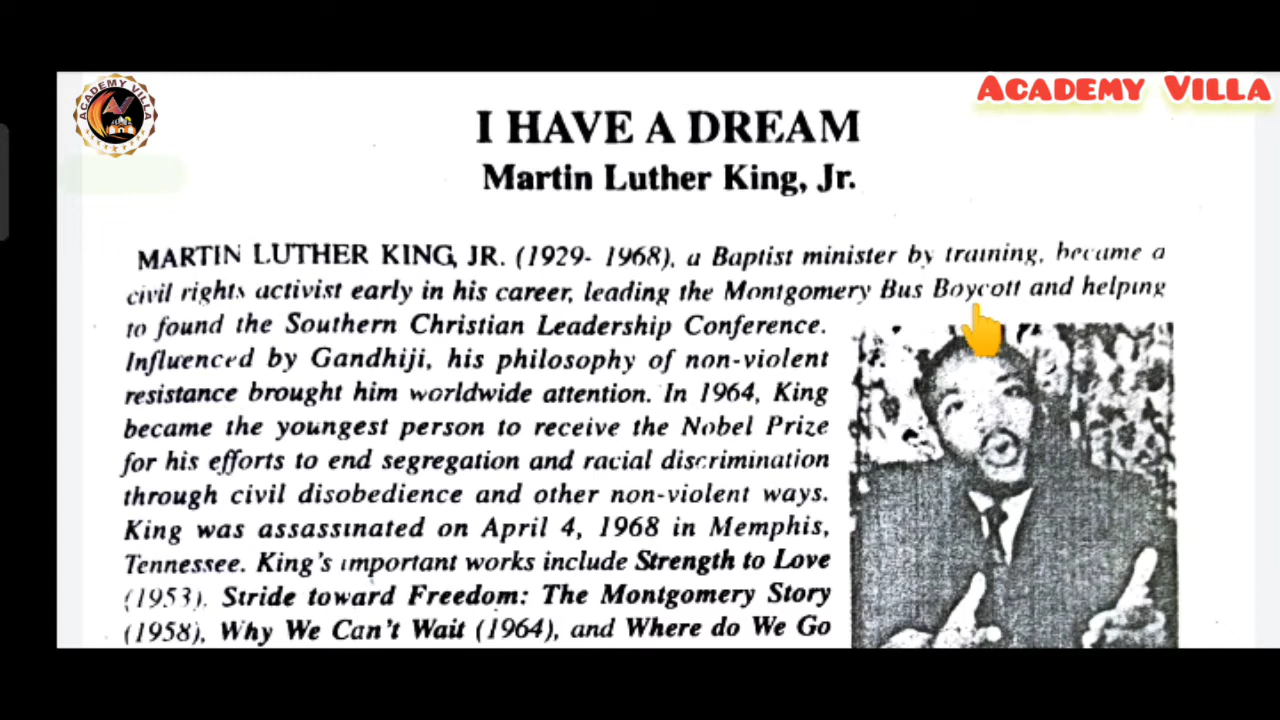 ACADEMY VILLA
ACADEMY VILLA
I HAVE A DREAM
Martin Luther King, Jr.
MARTIN LUTHER KING, JR. (1929- 1968), a Baptist minister by training, became a
civil rights activist early in his career, leading the Montgomery Bus Boycott and helping
to found the Southern Christian Leadership Conference.
Influenced by Gandhiji, his philosophy of non-violent
resistance brought him worldwide attention. In 1964, King
became the youngest person to receive the Nobel Prize
for his efforts to end segregation and racial discrimination
through civil disobedience and other non-violent ways.
King was assassinated on April 4, 1968 in Memphis,
Tennessee. King's important works include Strength to Love
(1953), Stride toward Freedom: The Montgomery Story
(1958), Why We Can't Wait (1964), and Where do We Go